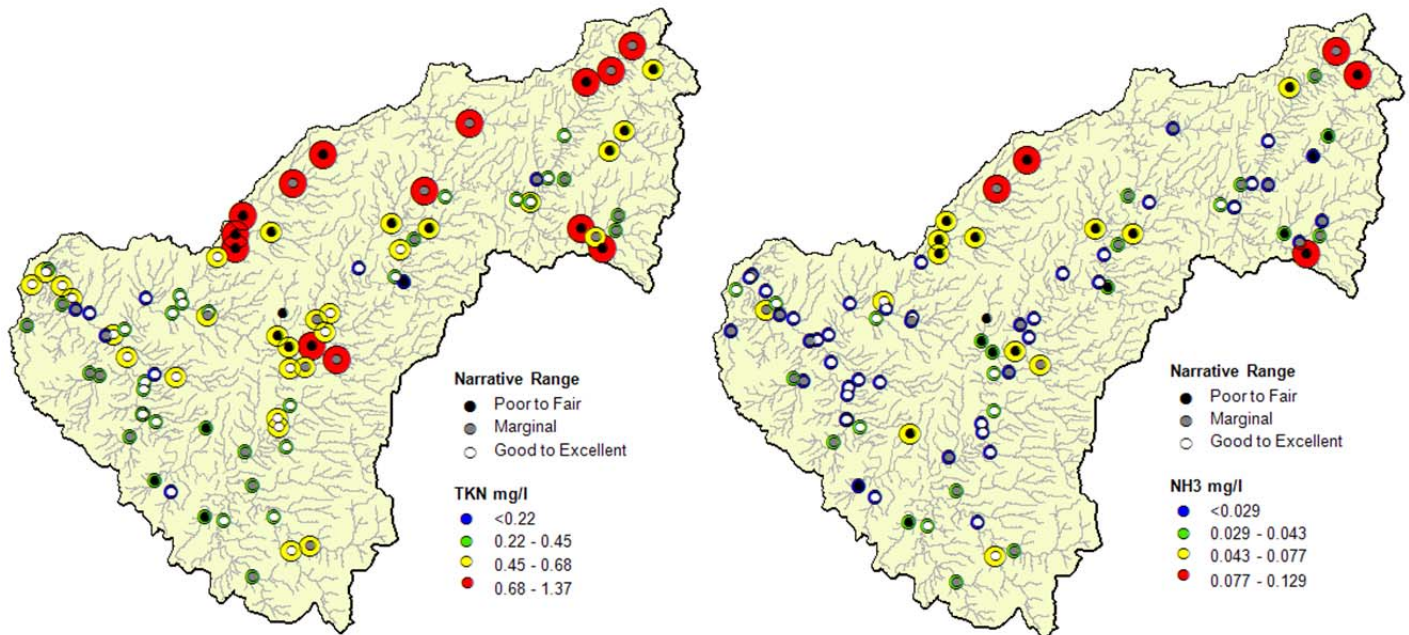 Narrative Range
Poor to Fair
Marginal
Good to Excellent
TKN mg/l
<0.22
0.22 - 0.45
0.45 - 0.68
0.68 - 1.37
Narrative Range
Poor to Fair
Marginal
Good to Excellent
NH3 mg/l
<0.029
0.029 - 0.043
0.043 - 0.077
0.077 - 0.129